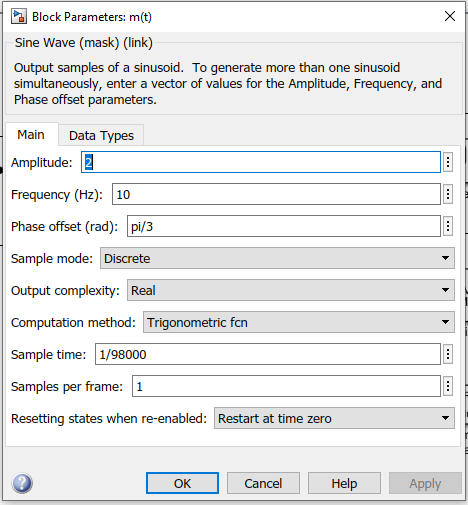 Block Parameters: m(t)
Sine Wave (mask) (link)
Output samples of a sinusoid. To generate more than one sinusoid
simultaneously, enter a vector of values for the Amplitude, Frequency, and
Phase offset parameters.
Main Data Types
Amplitude: 2
Frequency (Hz): 10
Phase offset (rad): pi/3
Sample mode: Discrete
Output complexity: Real
Computation method: Trigonometric fcn
Sample time: 1/98000
Samples per frame: 1
Resetting states when re-enabled: Restart at time zero
OK Cancel Help Apply